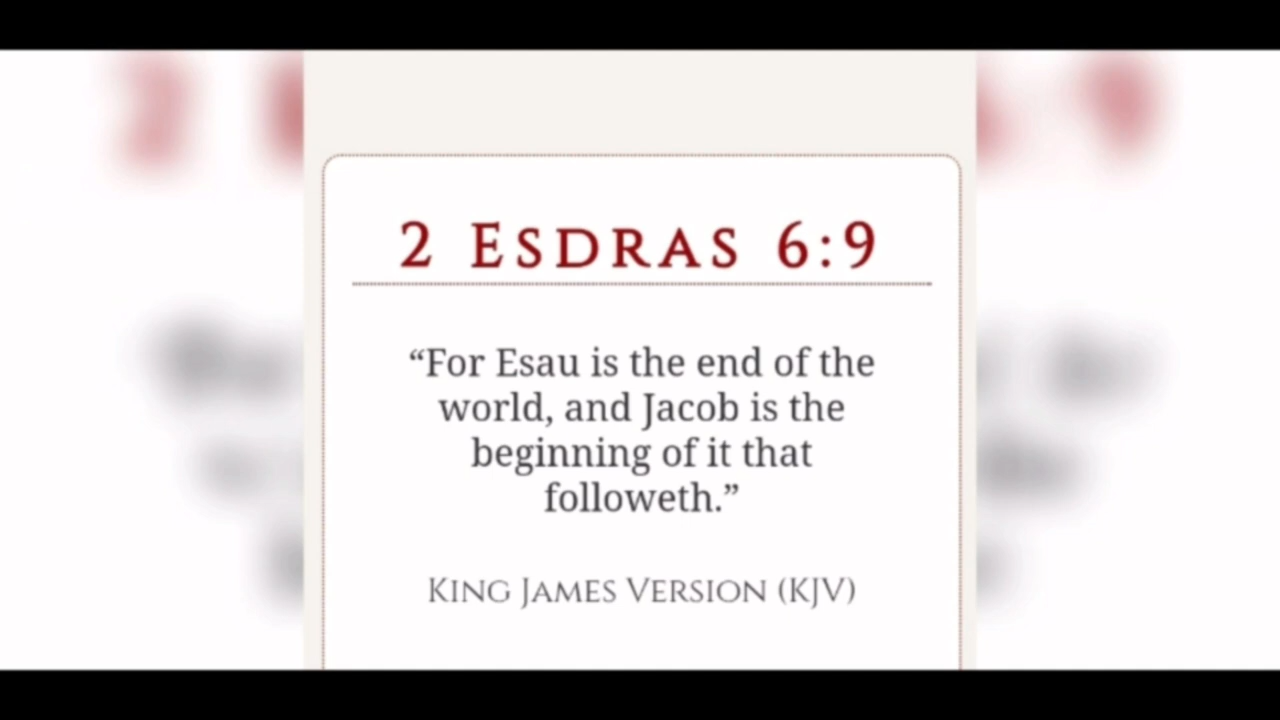 2 ESDRAS 6:9
“For Esau is the end of the
world, and Jacob is the
beginning of it that
followeth.”
KING JAMES VERSION (KJV)